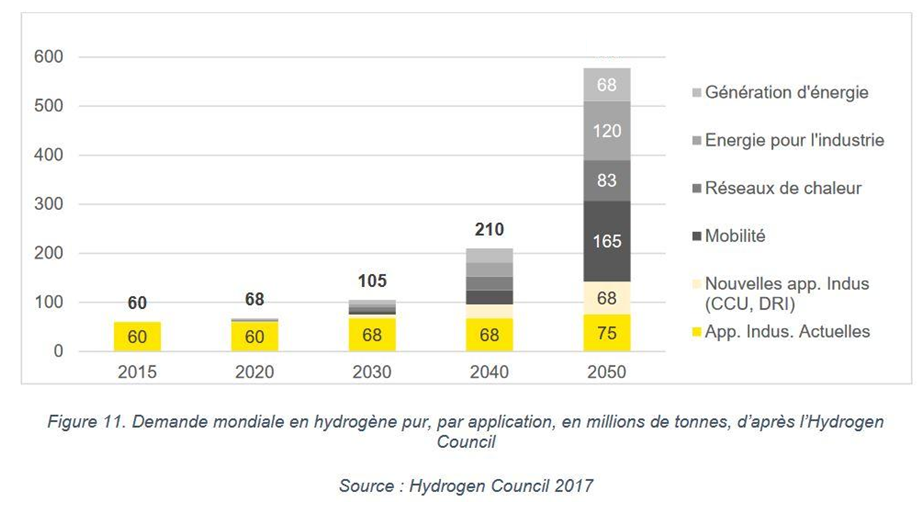 600
500
400
300
200
100
0
60
60
68
60
105
68
210
68
68
120
83
165
68
75
2015 2020 2030 2040 2050
Génération d'énergie
Energie pour l'industrie
Réseaux de chaleur
Mobilité
Nouvelles app. Indus
(CCU, DRI)
App. Indus. Actuelles
Figure 11. Demande mondiale en hydrogène pur, par application, en millions de tonnes, d’après l’Hydrogen
Council
Source : Hydrogen Council 2017